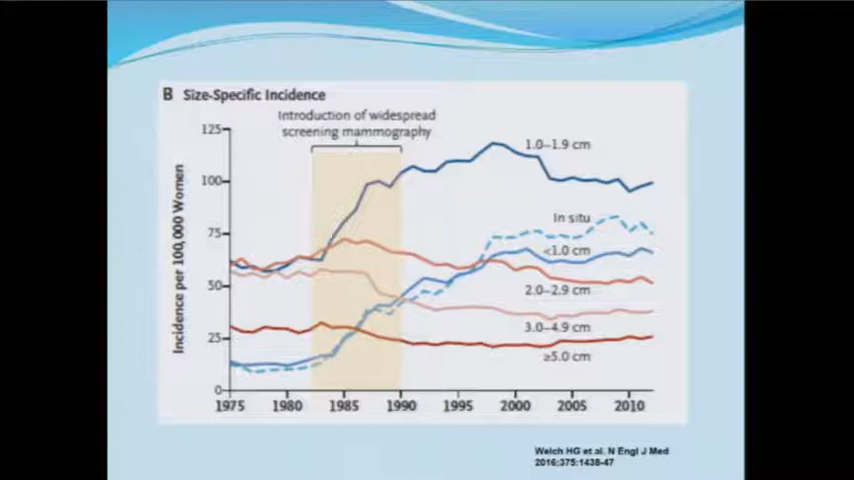 B Size-Specific Incidence
Introduction of widespread
screening mammography
Incidence per 100,000 Women
125
100
75
50
25
0
1.0–1.9 cm
In situ
<1.0 cm
2.0–2.9 cm
3.0–4.9 cm
≥5.0 cm
1975 1980 1985 1990 1995 2000 2005 2010
Welch HG et al. N Engl J Med
2016;375:1438-47